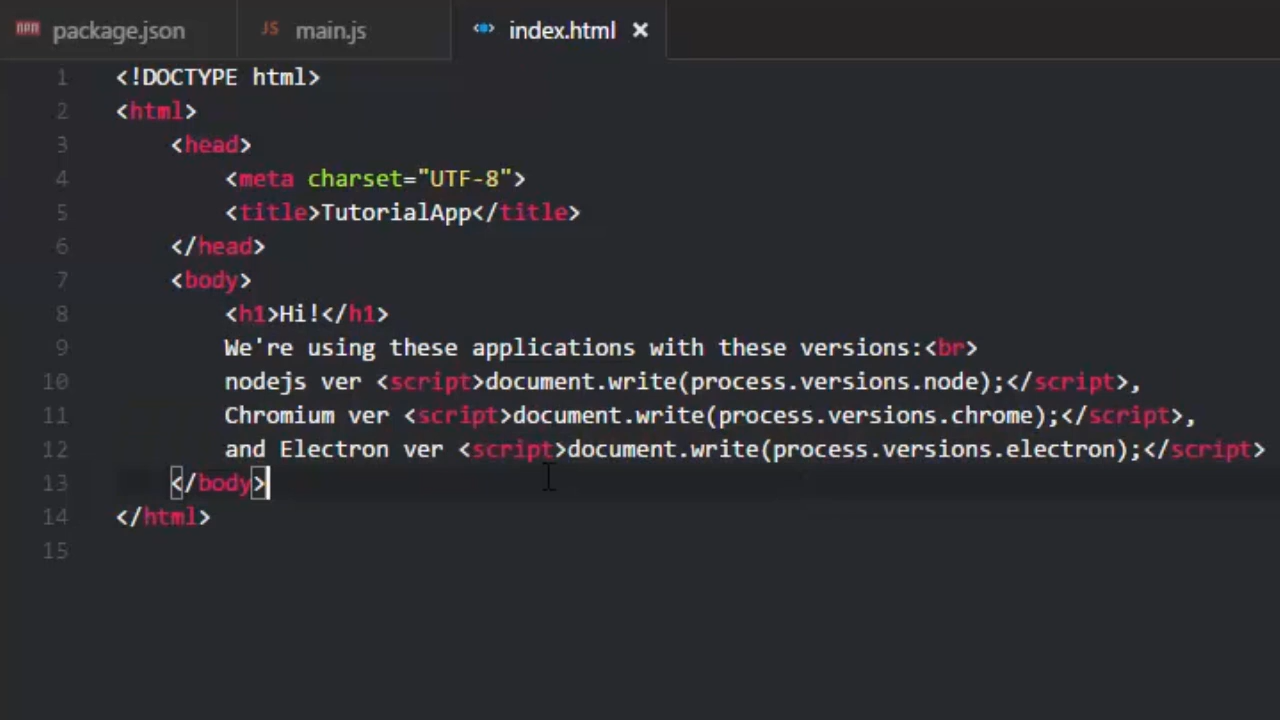 package.json main.js index.html
1 <!DOCTYPE html>
2 <html>
3 <head>
4 <meta charset="UTF-8">
5 <title>TutorialApp</title>
6 </head>
7 <body>
8 <h1>Hi!</h1>
9 We're using these applications with these versions:<br>
10 nodejs ver <script>document.write(process.versions.node);</script>,
11 Chromium ver <script>document.write(process.versions.chrome);</script>,
12 and Electron ver <script>document.write(process.versions.electron);</script>
13 </body>
14 </html>
15